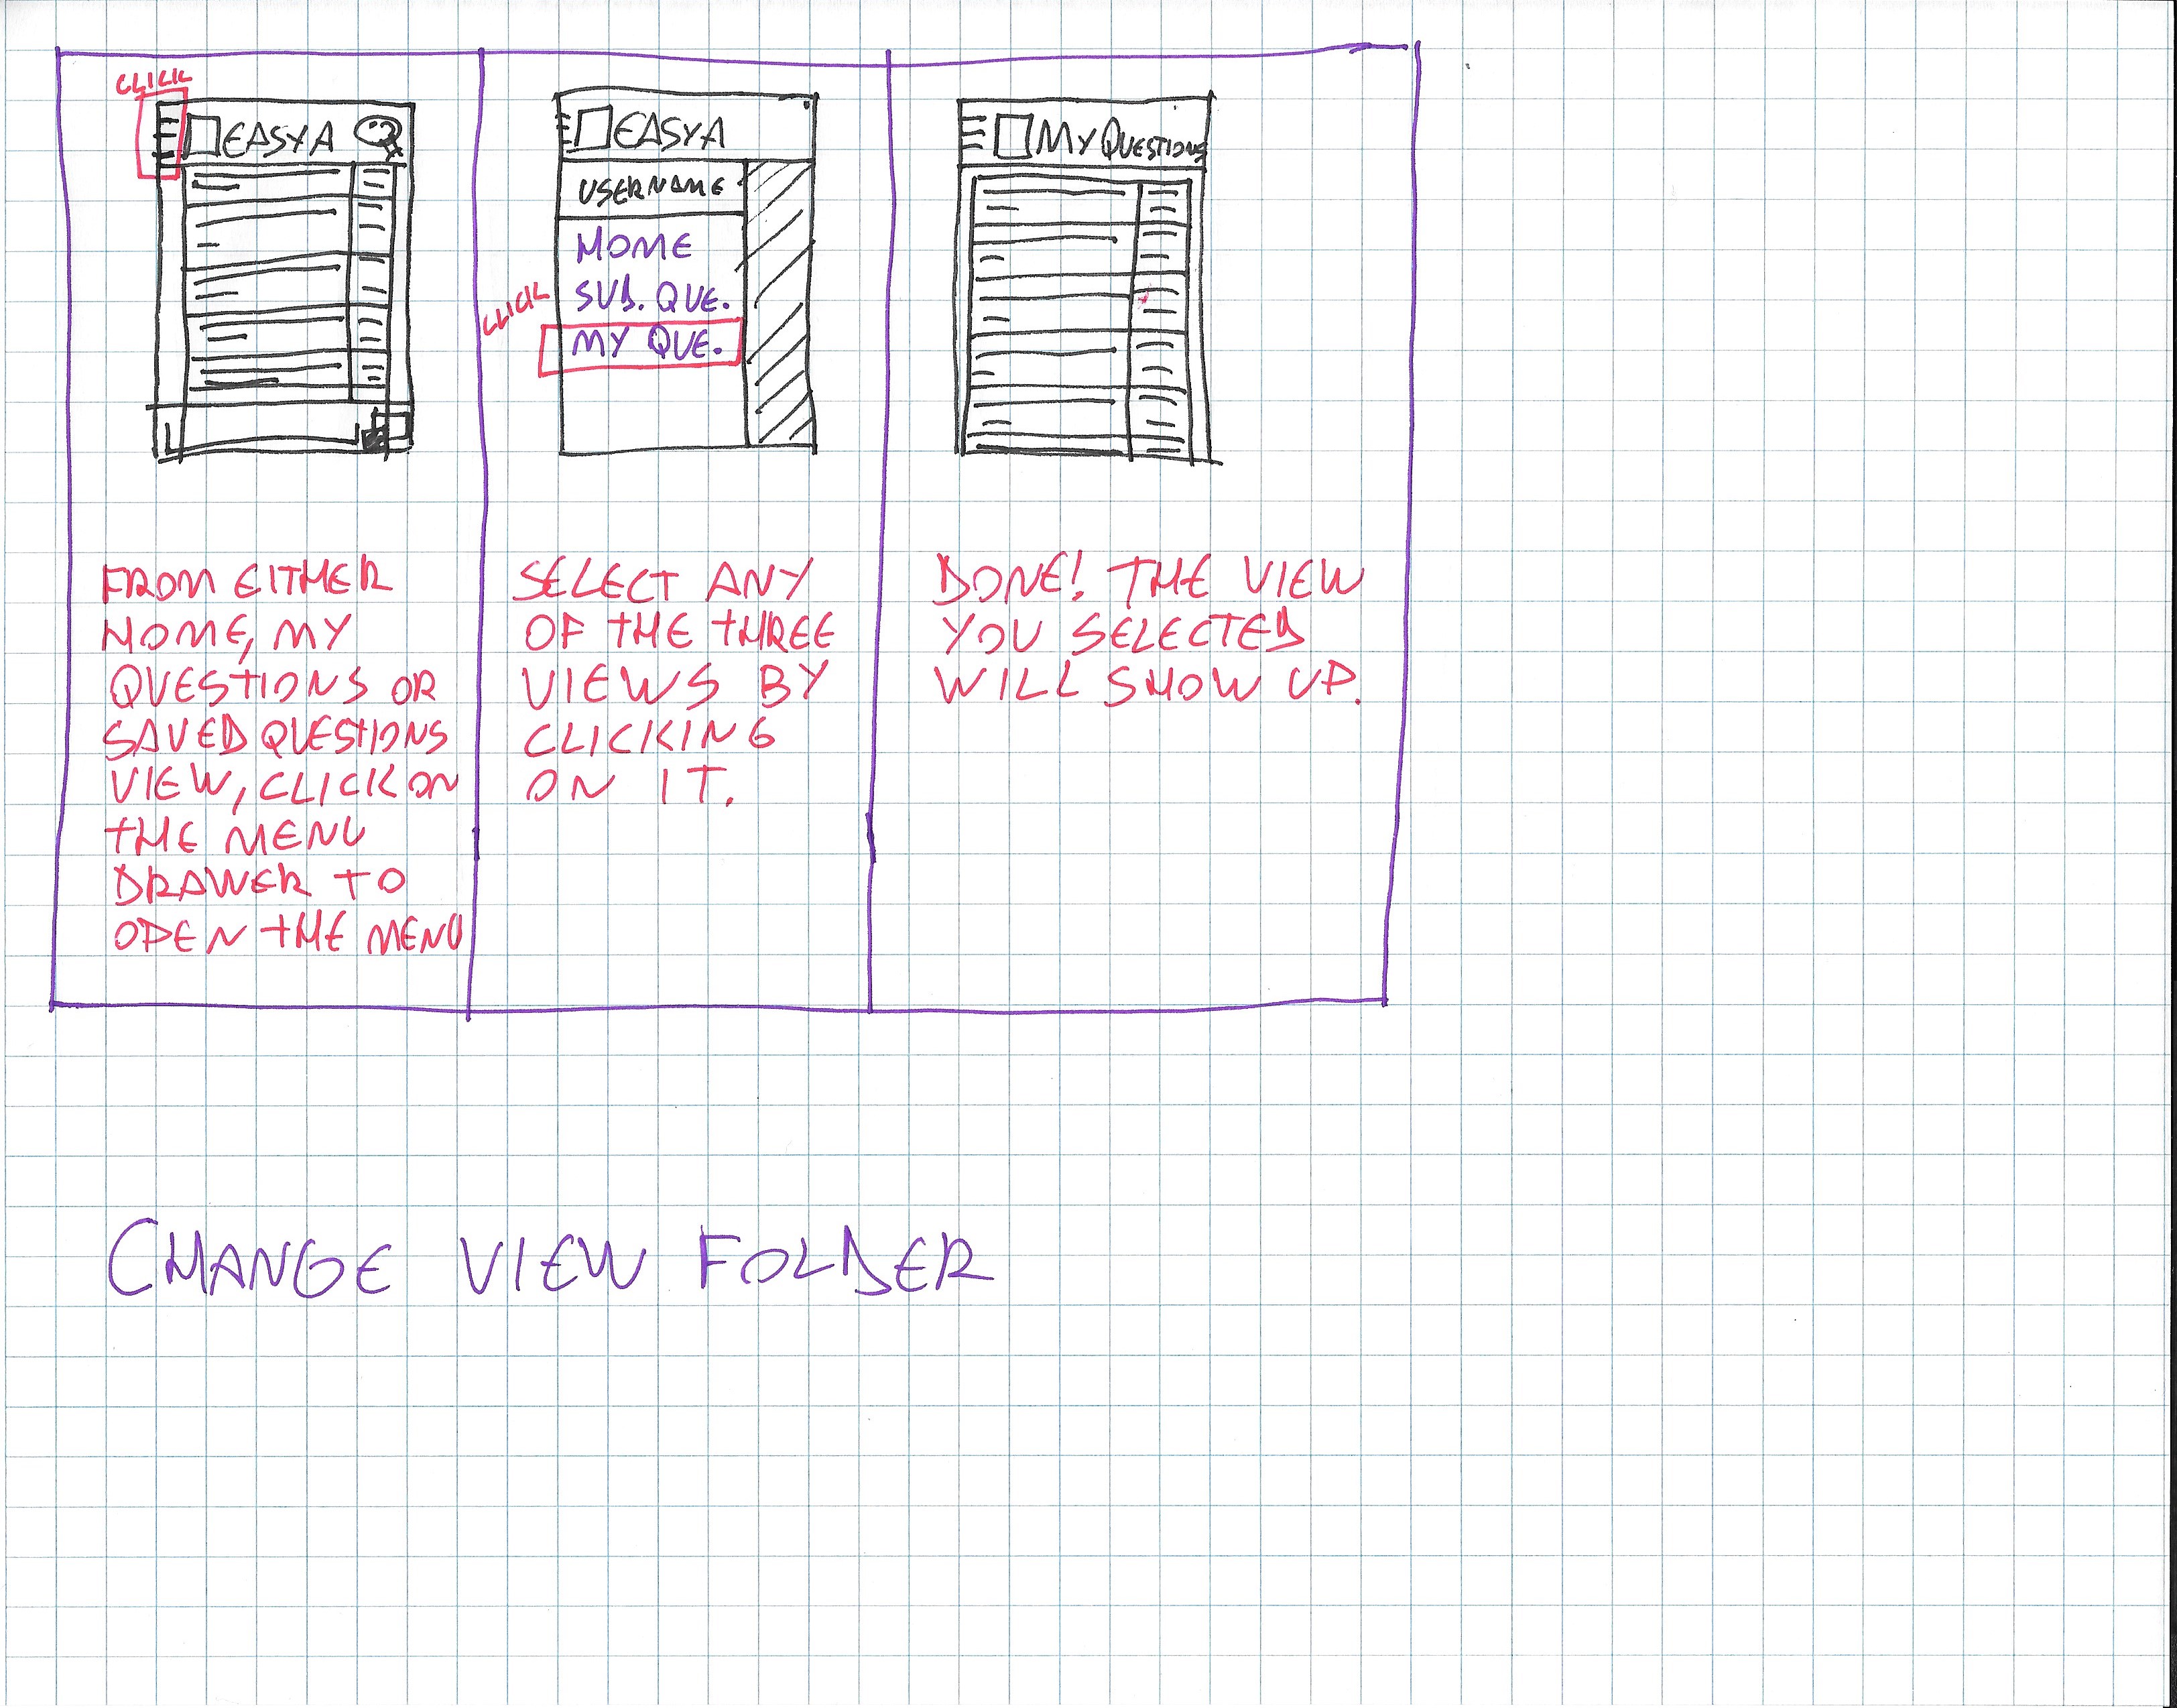 CLICK
EASYA
FROM EITHER
HOME, MY
QUESTIONS OR
SAVED QUESTIONS
VIEW, CLICK ON
THE MENU
DRAWER TO
OPEN THE MENU
EASYA
USERNAME
HOME
SUB. QUE.
CLICK
MY QUE.
SELECT ANY
OF THE THREE
VIEWS BY
CLICKING
ON IT.
MY QUESTIONS
DONE! THE VIEW
YOU SELECTED
WILL SHOW UP.
CHANGE VIEW FOLDER